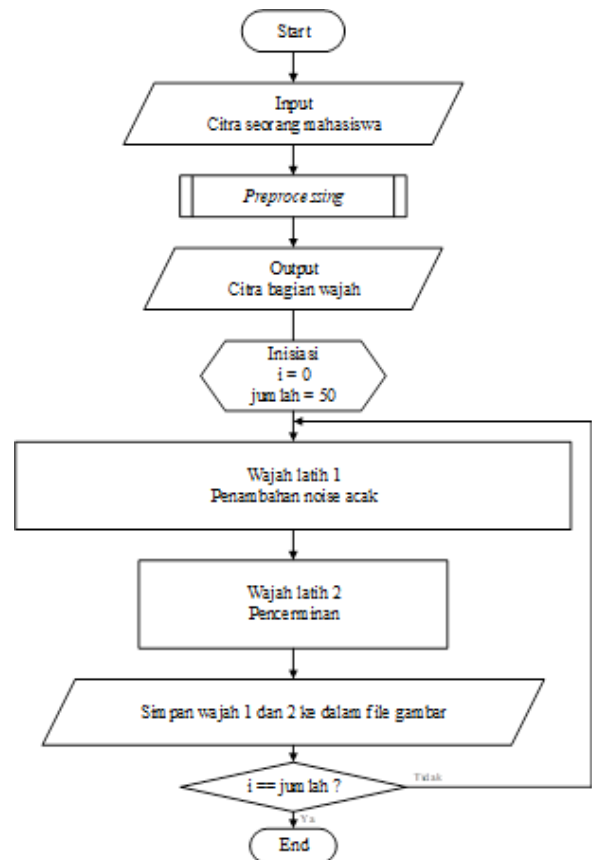 Start
Input
Citra seorang mahasiswa
Preprocessing
Output
Citra bagian wajah
Inisiasi
i = 0
jumlah = 50
Wajah latih 1
Penambahan noise acak
Wajah latih 2
Pencerminan
Simpan wajah 1 dan 2 ke dalam file gambar
i == jumlah ?
Tidak
Ya
End